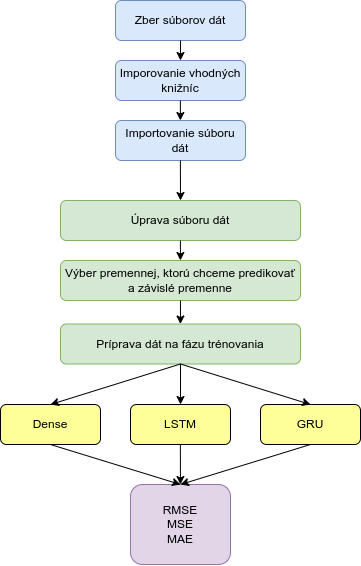 Zber súborov dát
Imporovanie vhodných
knižníc
Importovanie súboru
dát
Úprava súboru dát
Výber premennej, ktorú chceme predikovať
a závislé premenne
Príprava dát na fázu trénovania
Dense
LSTM
GRU
RMSE
MSE
MAE